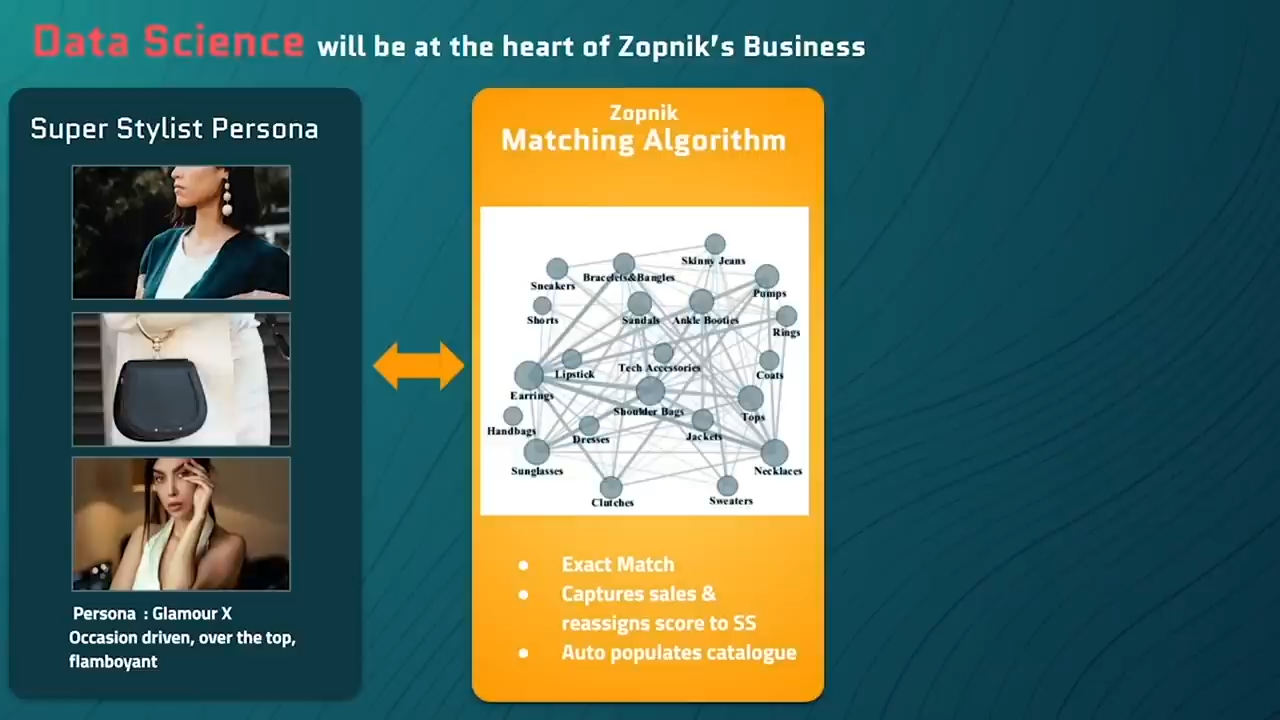 Data Science will be at the heart of Zopnik’s Business
Super Stylist Persona
Persona : Glamour X
Occasion driven, over the top,
flamboyant
Zopnik
Matching Algorithm
Skinny Jeans
Bracelets&Bangles
Sneakers
Pumps
Shorts
Sandals
Ankle Booties
Rings
Tech Accessories
Lipstick
Coats
Earrings
Shoulder Bags
Tops
Handbags
Dresses
Jackets
Sunglasses
Necklaces
Clutches
Sweaters
● Exact Match
● Captures sales &
reassigns score to SS
● Auto populates catalogue